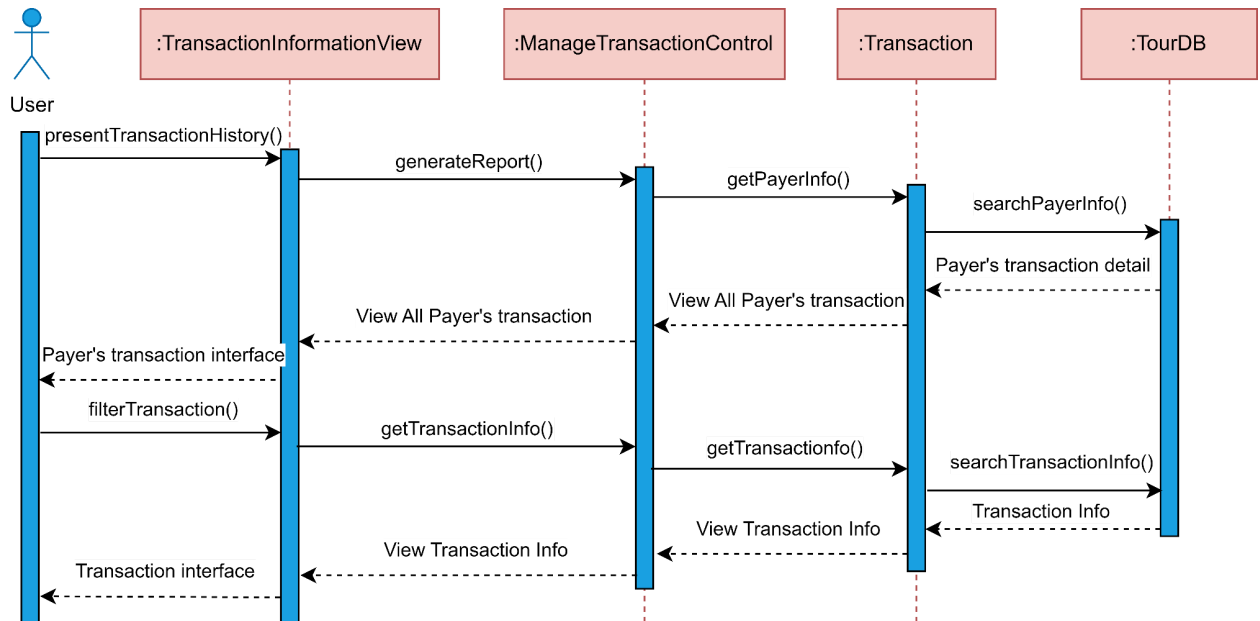 :TransactionInformationView
:ManageTransactionControl
:Transaction
:TourDB
User
presentTransactionHistory()
generateReport()
getPayerInfo()
searchPayerInfo()
Payer's transaction detail
View All Payer's transaction
View All Payer's transaction
Payer's transaction interface
filterTransaction()
getTransactionInfo()
getTransactionfo()
searchTransactionInfo()
Transaction Info
View Transaction Info
View Transaction Info
Transaction interface